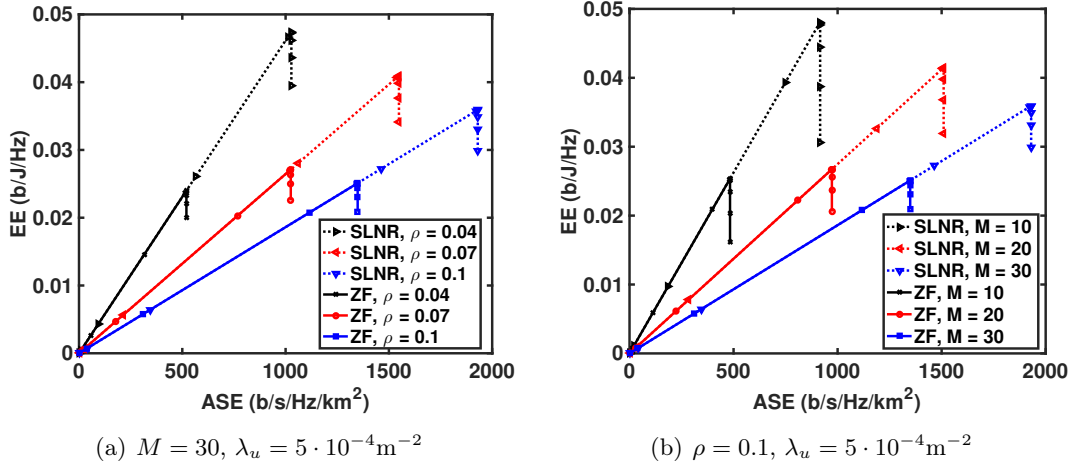 0.05
0.04
0.03
0.02
0.01
0
EE (b/J/Hz)
0 500 1000 1500 2000
ASE (b/s/Hz/km²)
SLNR, ρ = 0.04
SLNR, ρ = 0.07
SLNR, ρ = 0.1
ZF, ρ = 0.04
ZF, ρ = 0.07
ZF, ρ = 0.1
(a) M = 30, λ_u = 5 · 10⁻⁴m⁻²
0.05
0.04
0.03
0.02
0.01
0
EE (b/J/Hz)
0 500 1000 1500 2000
ASE (b/s/Hz/km²)
SLNR, M = 10
SLNR, M = 20
SLNR, M = 30
ZF, M = 10
ZF, M = 20
ZF, M = 30
(b) ρ = 0.1, λ_u = 5 · 10⁻⁴m⁻²